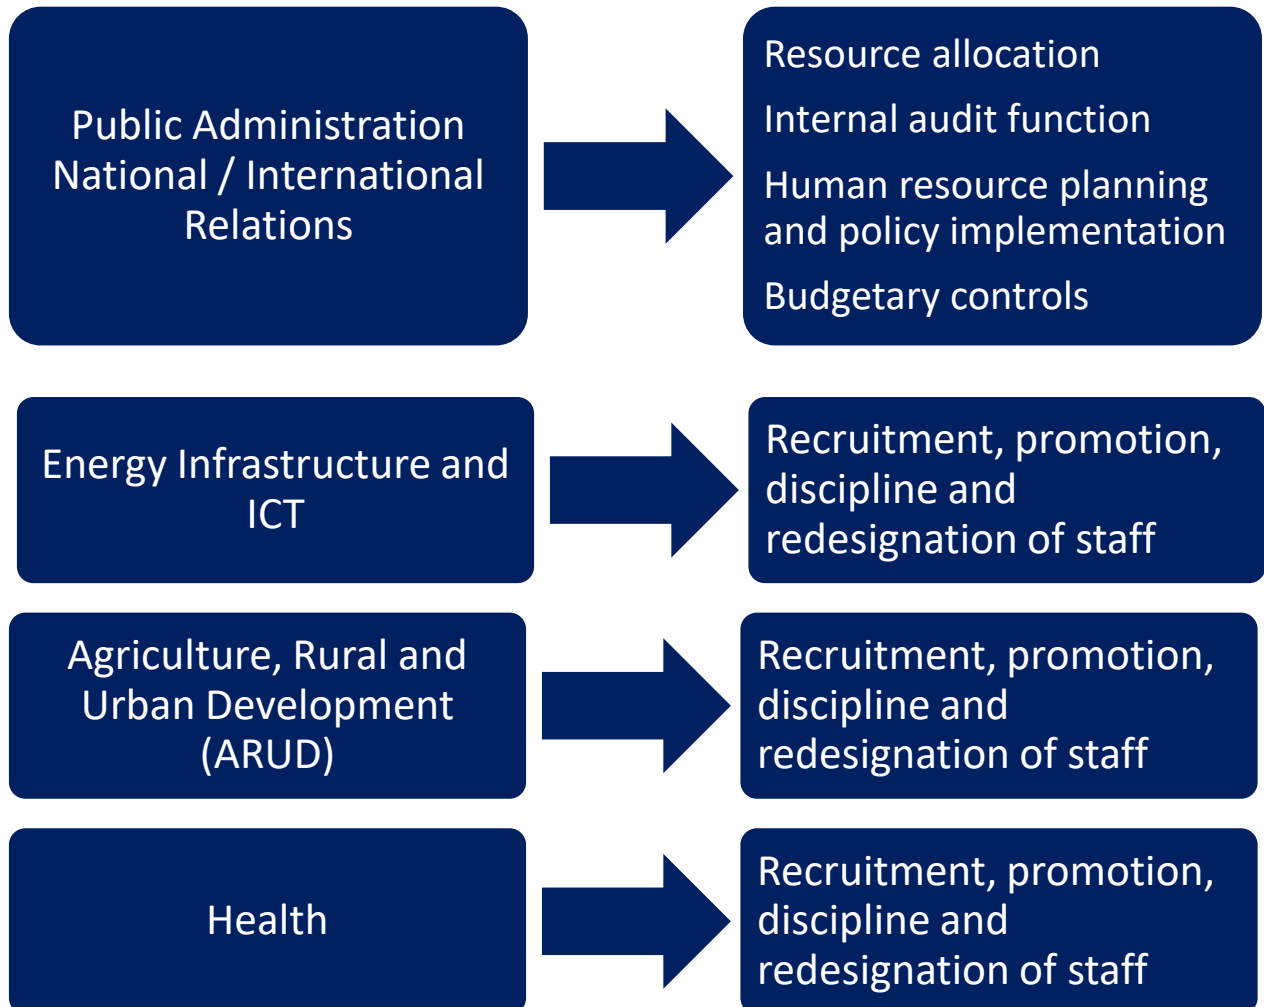 Public Administration
National / International
Relations
Resource allocation
Internal audit function
Human resource planning
and policy implementation
Budgetary controls
Energy Infrastructure and
ICT
Recruitment, promotion,
discipline and
redesignation of staff
Agriculture, Rural and
Urban Development
(ARUD)
Recruitment, promotion,
discipline and
redesignation of staff
Health
Recruitment, promotion,
discipline and
redesignation of staff